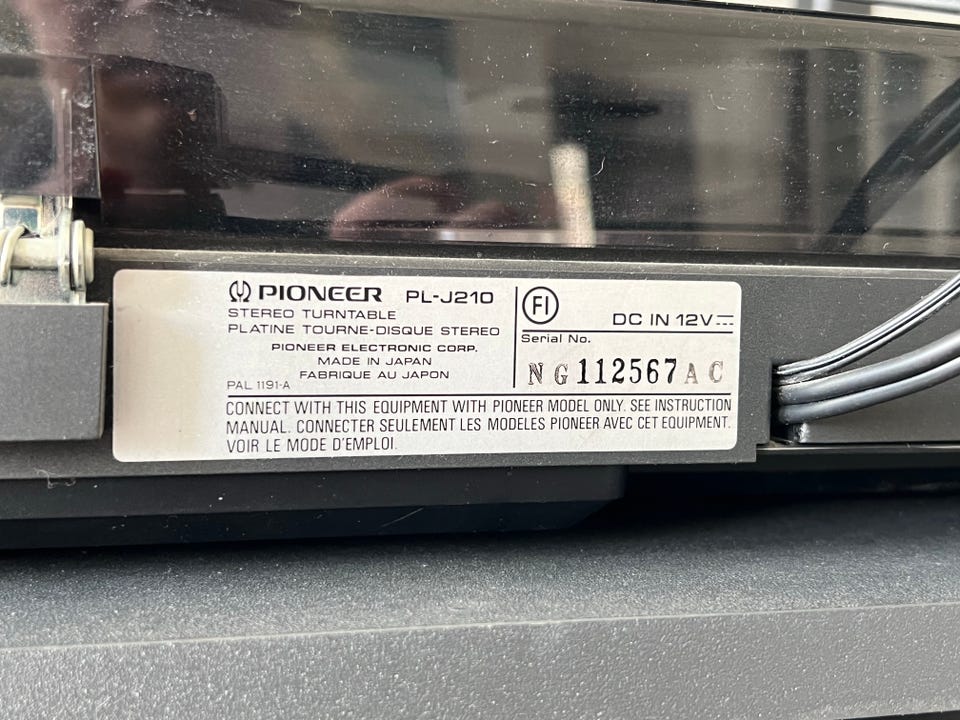 PIONEER PL-J210
STEREO TURNTABLE
PLATINE TOURNE-DISQUE STEREO
PIONEER ELECTRONIC CORP.
MADE IN JAPAN
FABRIQUE AU JAPON
PAL 1191-A
FI
DC IN 12V⎓
Serial No.
NG112567AC
CONNECT WITH THIS EQUIPMENT WITH PIONEER MODEL ONLY. SEE INSTRUCTION
MANUAL. CONNECTER SEULEMENT LES MODELES PIONEER AVEC CET EQUIPMENT.
VOIR LE MODE D'EMPLOI.